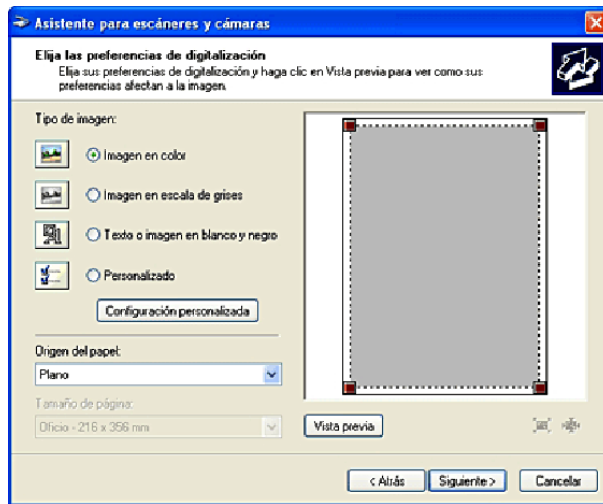 Asistente para escáneres y cámaras
Elija las preferencias de digitalización
Elija sus preferencias de digitalización y haga clic en Vista previa para ver como sus
preferencias afectan a la imagen.
Tipo de imagen:
Imagen en color
Imagen en escala de grises
Texto o imagen en blanco y negro
Personalizado
Configuración personalizada
Origen del papel:
Plano
Tamaño de página:
Oficio - 216 x 356 mm
Vista previa
< Atrás
Siguiente >
Cancelar